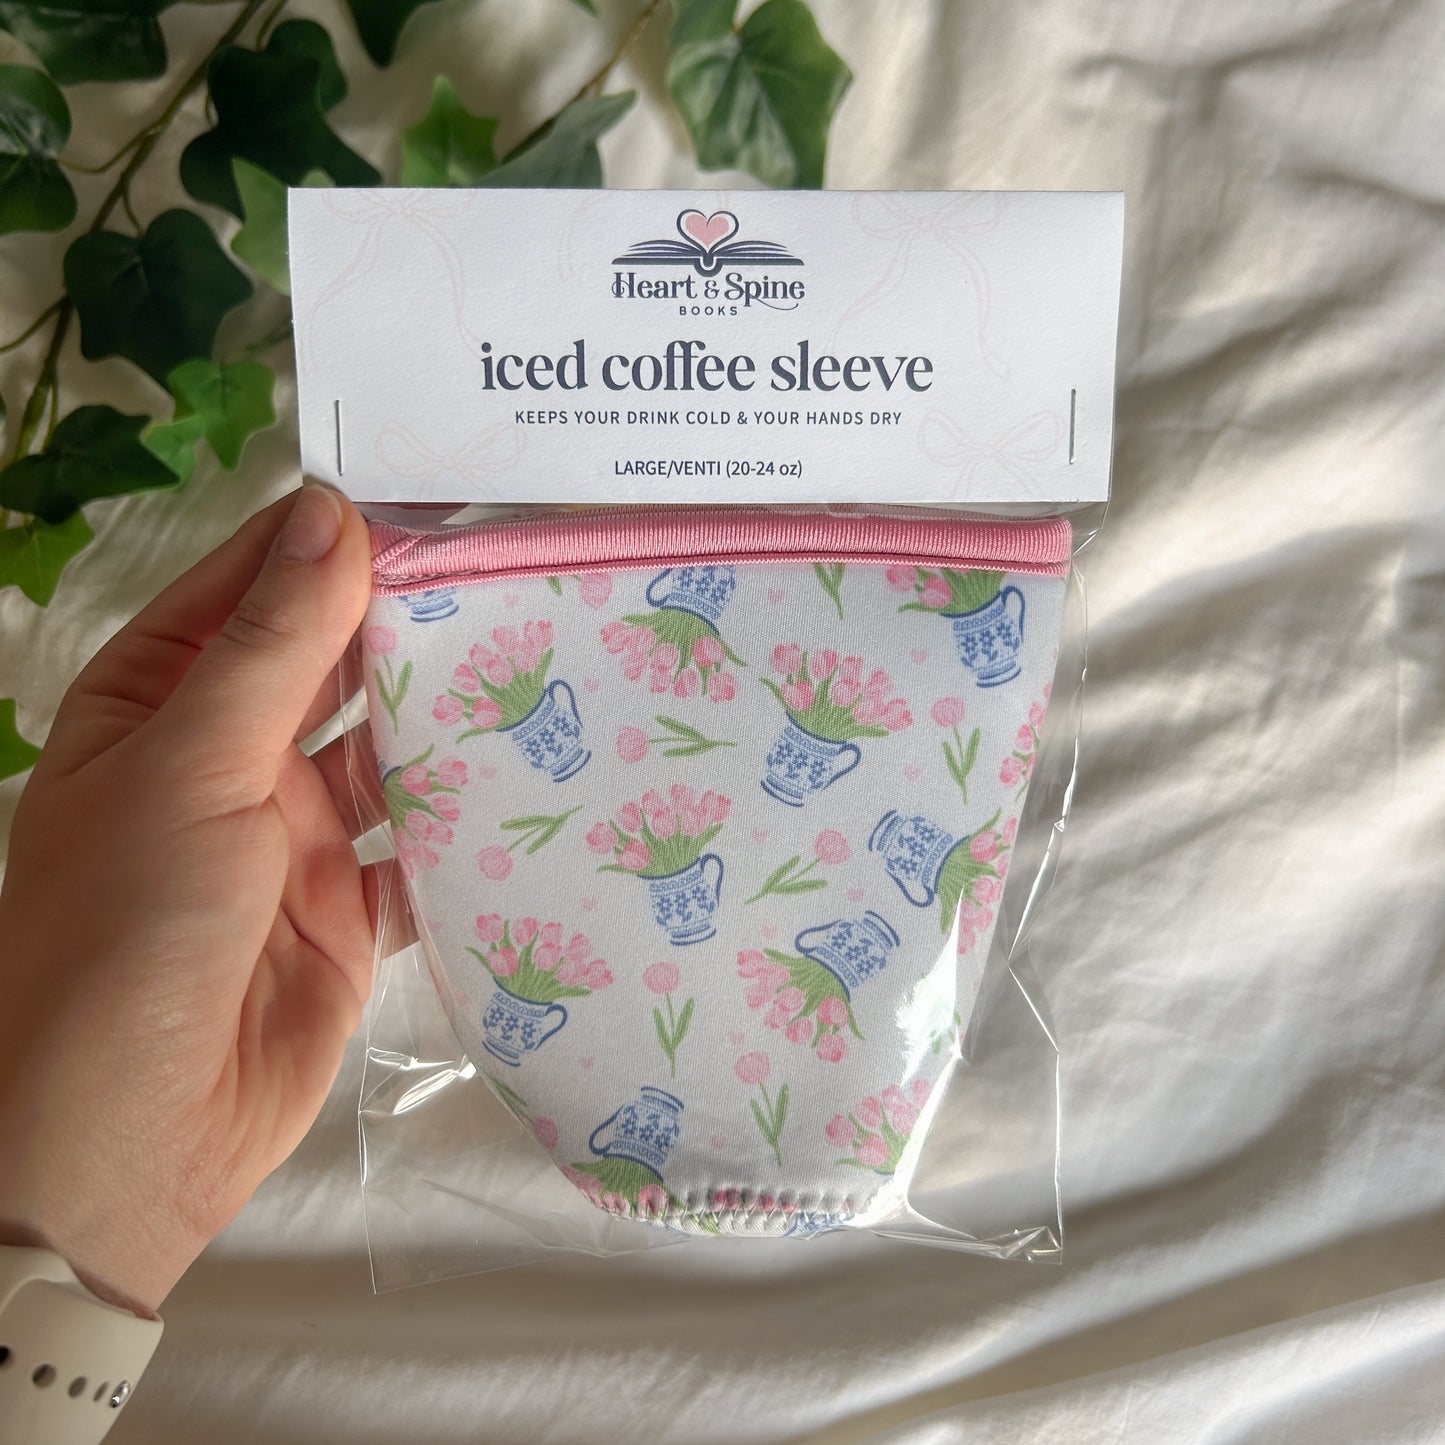 Heart & Spine
BOOKS
iced coffee sleeve
KEEPS YOUR DRINK COLD & YOUR HANDS DRY
LARGE/VENTI (20-24 oz)